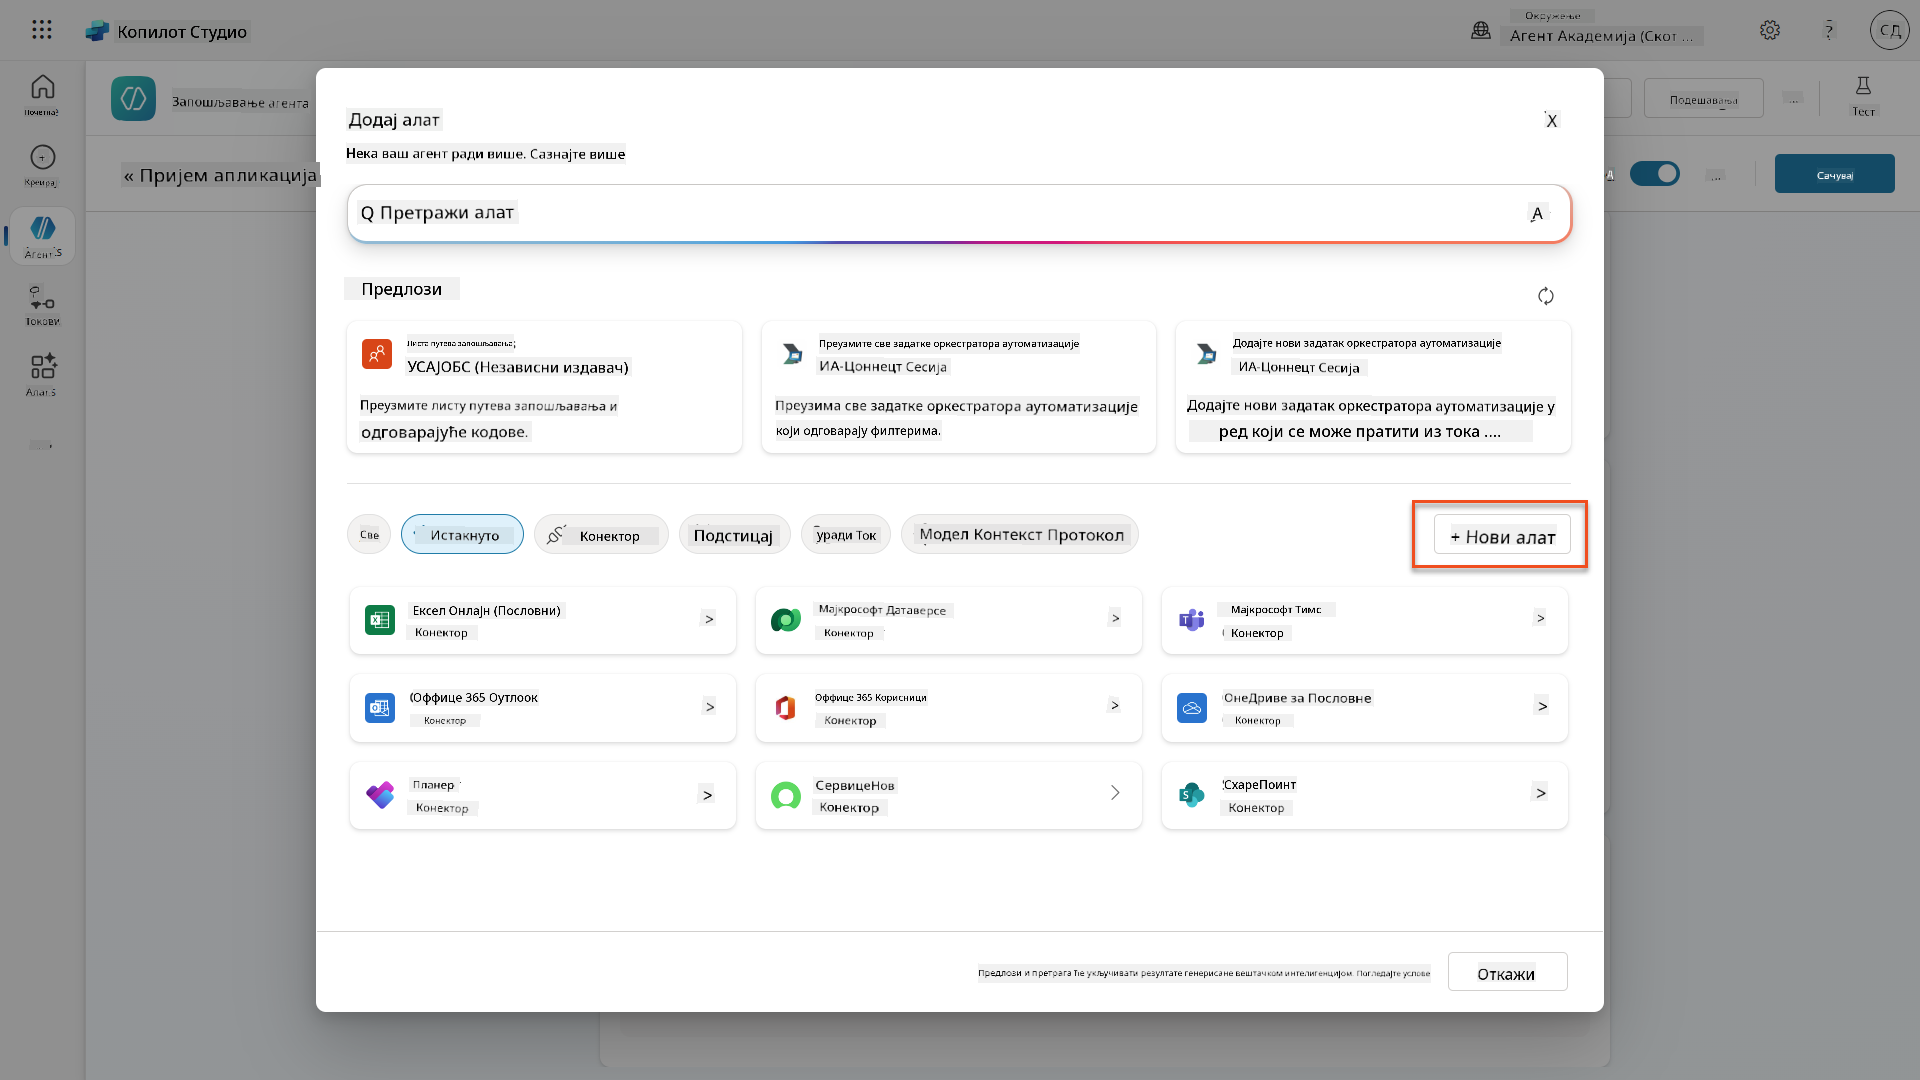 Копилот Студио
Окружење
Агент Академија (Скот ...
?
СД
Почетна
Креирај
Токови
Запошљавање агента
Подешавања
...
Тест
« Пријем апликација
...
Сачувај
Додај алат
X
Нека ваш агент ради више. Сазнајте више
Q Претражи алат
Предлози
Листа путева запошљавања;
УСАЈОБС (Независни издавач)
Преузмите листу путева запошљавања и
одговарајуће кодове.
Преузмите све задатке оркестратора аутоматизације
ИА-Цоннецт Сесија
Преузима све задатке оркестратора аутоматизације
који одговарају филтерима.
Додајте нови задатак оркестратора аутоматизације
ИА-Цоннецт Сесија
Додајте нови задатак оркестратора аутоматизације у
ред који се може пратити из тока ....
Све
Истакнуто
Конектор
Подстицај
уради Ток
Модел Контекст Протокол
+ Нови алат
Ексел Онлајн (Пословни)
Конектор
>
Мајкрософт Датаверсе
Конектор
>
Мајкрософт Тимс
Конектор
>
Оффице 365 Оутлоок
Конектор
>
Оффице 365 Корисници
Конектор
>
ОнеДриве за Пословне
Конектор
>
Планер
Конектор
>
СервицеНов
Конектор
СхареПоинт
Конектор
>
Предлози и претрага ће укључивати резултате генерисане вештачком интелигенцијом. Погледајте услове
Откажи